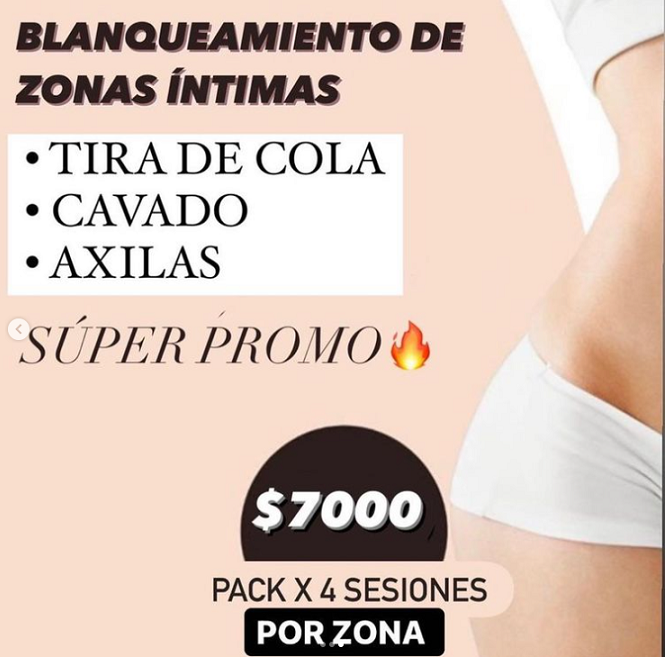 BLANQUEAMIENTO DE
ZONAS ÍNTIMAS
• TIRA DE COLA
• CAVADO
• AXILAS
SÚPER PROMO🔥
$7000
PACK X 4 SESIONES
POR ZONA